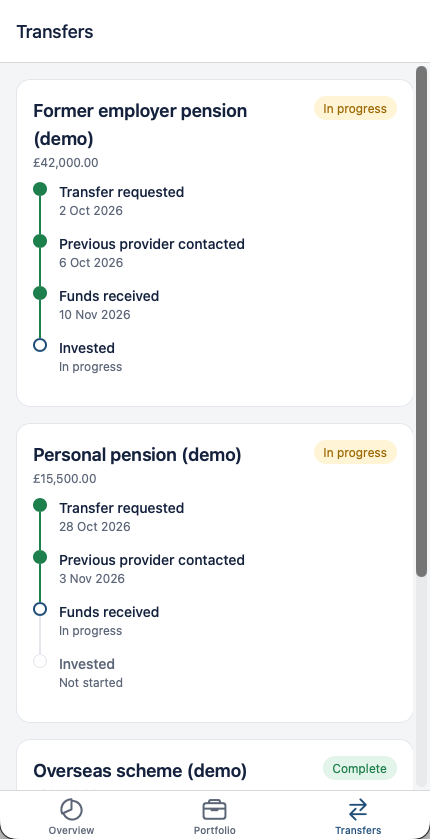 Transfers
Former employer pension
(demo)
In progress
£42,000.00
Transfer requested
2 Oct 2026
Previous provider contacted
6 Oct 2026
Funds received
10 Nov 2026
Invested
In progress
Personal pension (demo)
In progress
£15,500.00
Transfer requested
28 Oct 2026
Previous provider contacted
3 Nov 2026
Funds received
In progress
Invested
Not started
Overseas scheme (demo)
Complete
Overview
Portfolio
Transfers